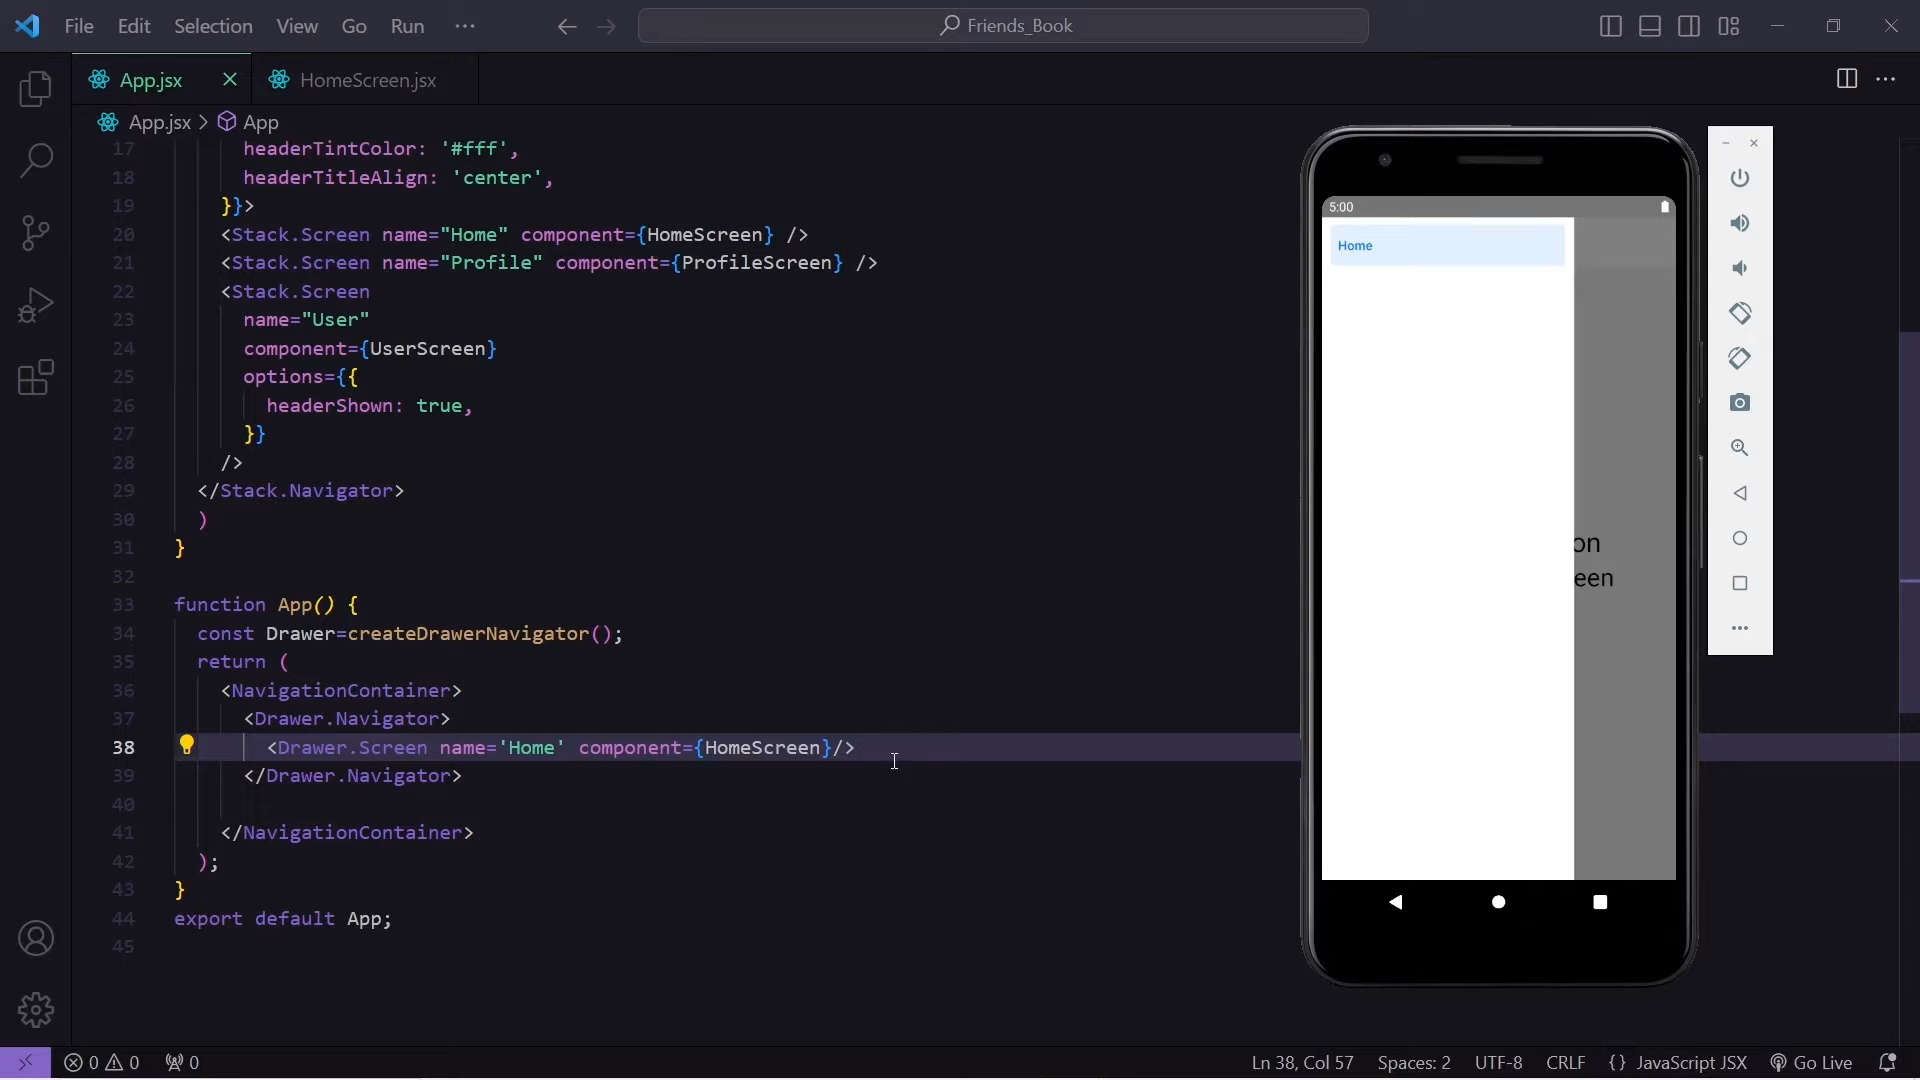 File Edit Selection View Go Run ···
Friends_Book
App.jsx
HomeScreen.jsx
App.jsx > App
17 headerTintColor: '#fff',
18 headerTitleAlign: 'center',
19 }}>
20 <Stack.Screen name="Home" component={HomeScreen} />
21 <Stack.Screen name="Profile" component={ProfileScreen} />
22 <Stack.Screen
23 name="User"
24 component={UserScreen}
25 options={{
26 headerShown: true,
27 }}
28 />
29 </Stack.Navigator>
30 )
31 }
32
33 function App() {
34 const Drawer=createDrawerNavigator();
35 return (
36 <NavigationContainer>
37 <Drawer.Navigator>
38 <Drawer.Screen name='Home' component={HomeScreen}/>
39 </Drawer.Navigator>
40
41 </NavigationContainer>
42 );
43 }
44 export default App;
45
5:00
Home
on
een
0 0 0
Ln 38, Col 57 Spaces: 2 UTF-8 CRLF {} JavaScript JSX Go Live